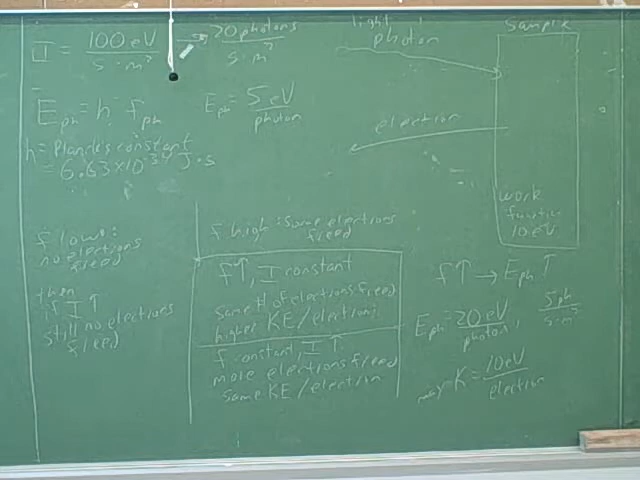 I = 100 eV / s·m² → 20 photons / s·m²
E_ph = h f_ph
E_ph = 5 eV / photon
h = Planck's constant
= 6.63×10^-34 J·s
light
photon
electron
Sample
work
function
10 eV
f low:
no electrons
freed
then
if I ↑
still no electrons
freed
f high: Some electrons
freed
f↑, I constant
same # of electrons freed
higher KE/electron
f constant, I ↑
more electrons freed
same KE/electron
f↑ → E_ph ↑
E_ph = 20 eV / photon, 5 ph / s·m²
max K = 10 eV / electron